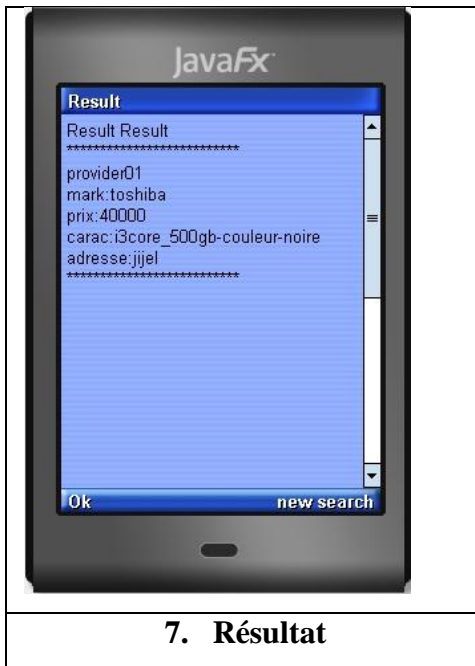 JavaFx
Result
Result Result
**************************
provider01
mark:toshiba
prix:40000
carac:i3core_500gb-couleur-noire
adresse:jijel
**************************
Ok new search
7. Résultat